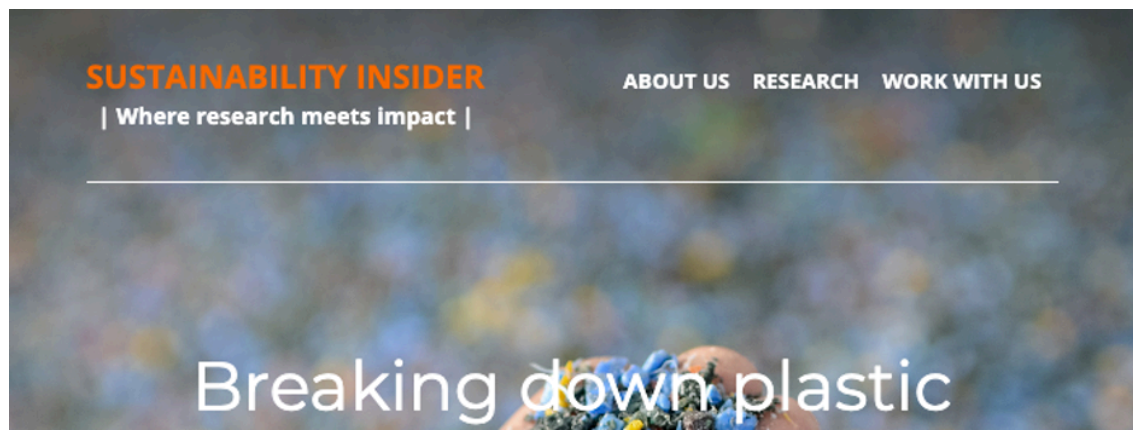 SUSTAINABILITY INSIDER
| Where research meets impact |
ABOUT US RESEARCH WORK WITH US
Breaking down plastic